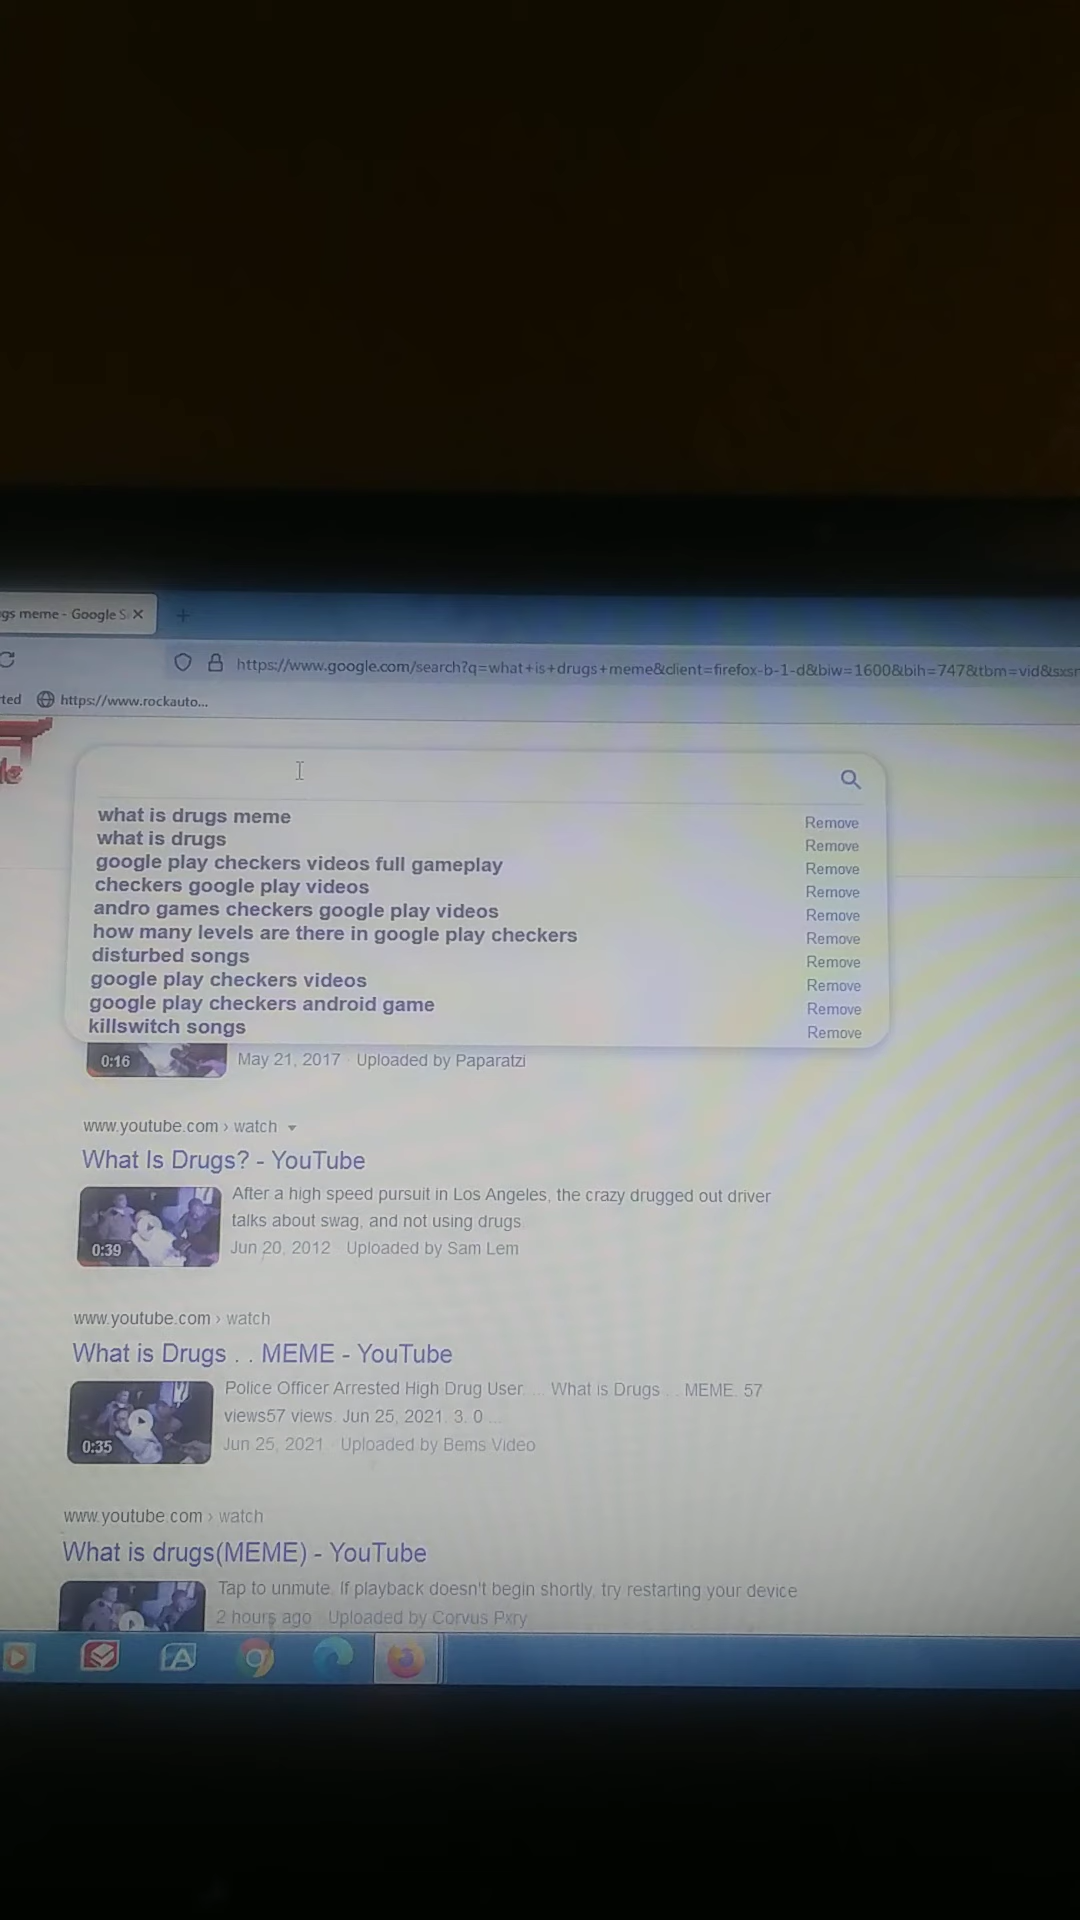 gs meme - Google S
https://www.google.com/search?q=what+is+drugs+meme&client=firefox-b-1-d&biw=1600&bih=747&tbm=vid&sxsr
ted https://www.rockauto...
le
what is drugs meme Remove
what is drugs Remove
google play checkers videos full gameplay Remove
checkers google play videos Remove
andro games checkers google play videos Remove
how many levels are there in google play checkers Remove
disturbed songs Remove
google play checkers videos Remove
google play checkers android game Remove
killswitch songs Remove
0:16 May 21, 2017 · Uploaded by Paparatzi
www.youtube.com › watch
What Is Drugs? - YouTube
After a high speed pursuit in Los Angeles, the crazy drugged out driver
talks about swag, and not using drugs
0:39 Jun 20, 2012 · Uploaded by Sam Lem
www.youtube.com › watch
What is Drugs . . MEME - YouTube
Police Officer Arrested High Drug User. ... What is Drugs . . MEME. 57
views57 views. Jun 25, 2021. 3. 0 ...
0:35 Jun 25, 2021 · Uploaded by Bems Video
www.youtube.com › watch
What is drugs(MEME) - YouTube
Tap to unmute. If playback doesn't begin shortly, try restarting your device
2 hours ago · Uploaded by Corvus Pxry